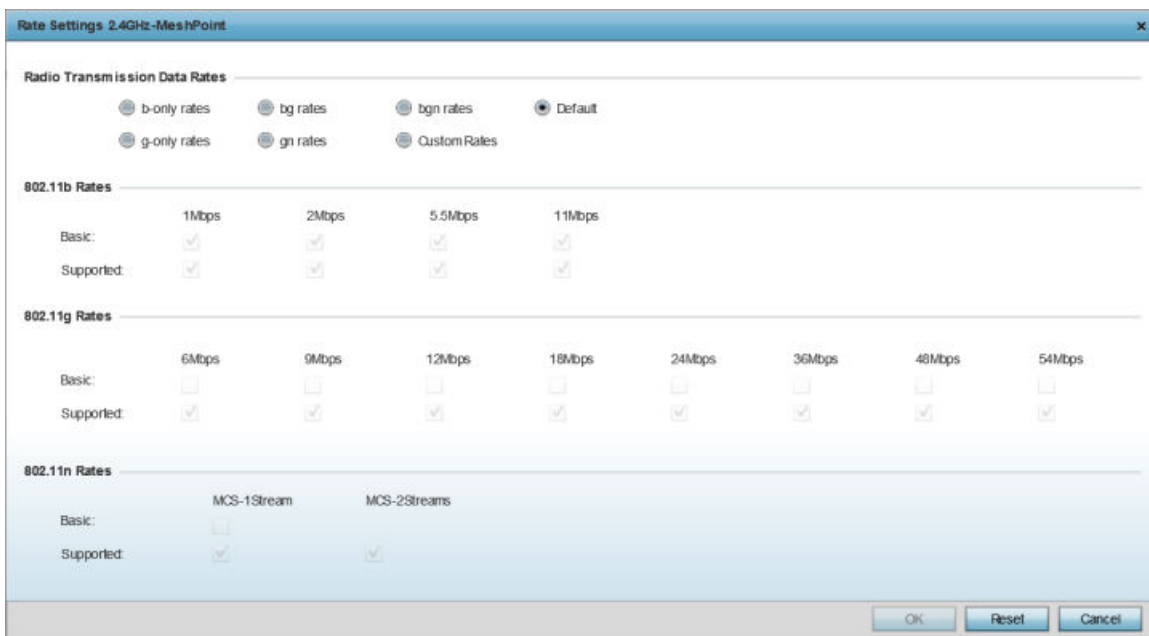 Rate Settings 2.4GHz-MeshPoint x
Radio Transmission Data Rates
b-only rates bg rates bgn rates Default
g-only rates gn rates Custom Rates
802.11b Rates
1Mbps 2Mbps 5.5Mbps 11Mbps
Basic:
Supported:
802.11g Rates
6Mbps 9Mbps 12Mbps 18Mbps 24Mbps 36Mbps 48Mbps 54Mbps
Basic:
Supported:
802.11n Rates
MCS-1Stream MCS-2Streams
Basic:
Supported:
OK Reset Cancel